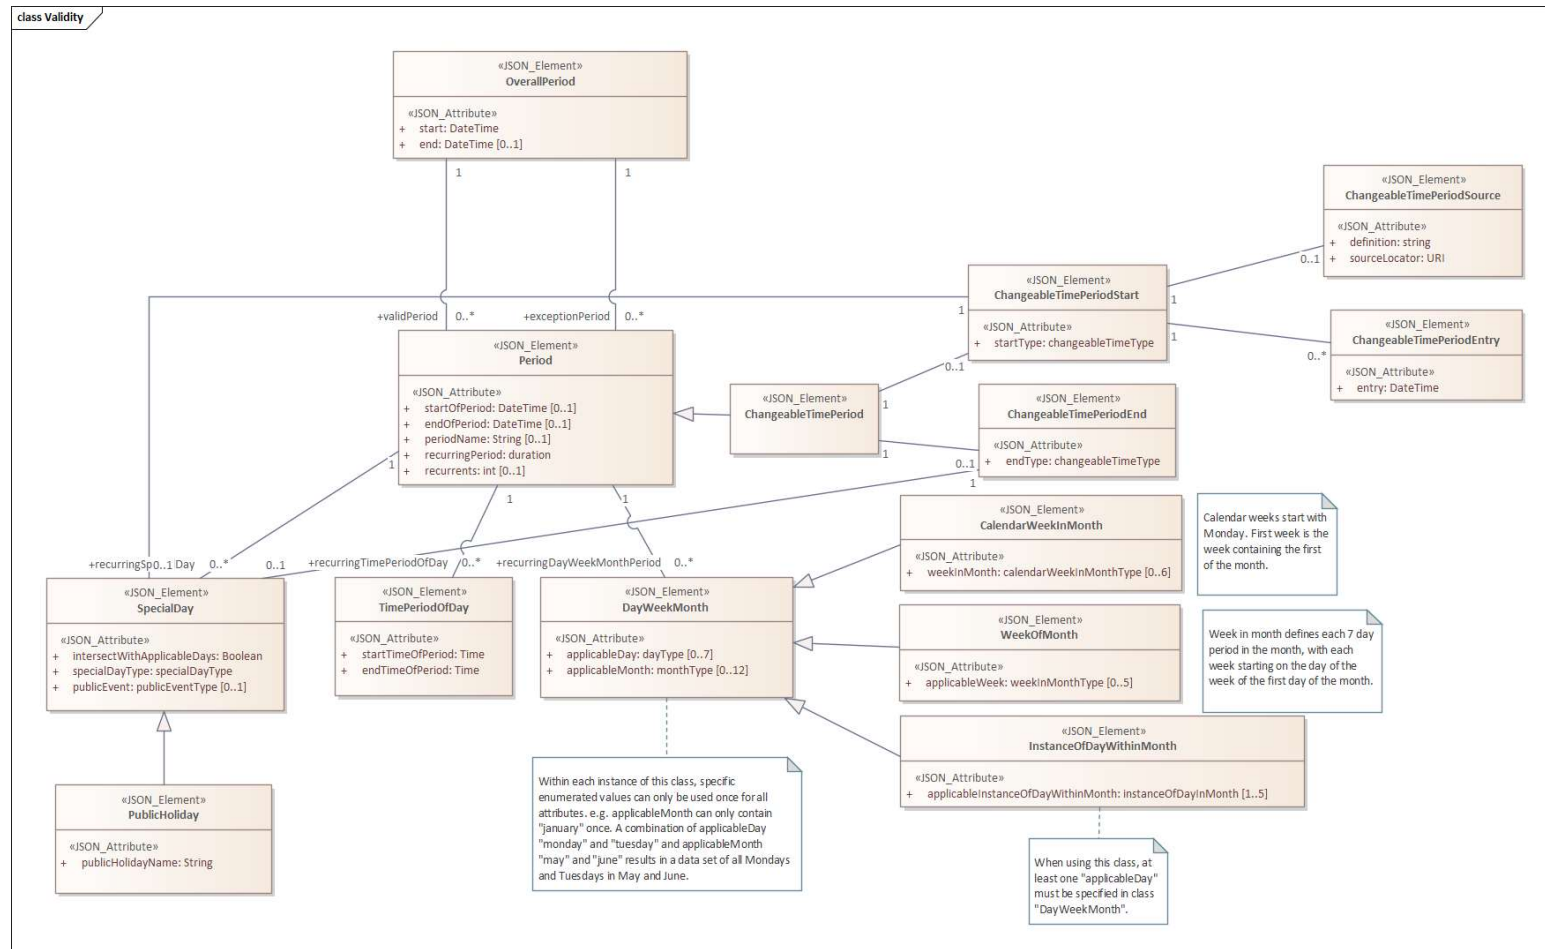 class Validity
«JSON_Element»
OverallPeriod
«JSON_Attribute»
+ start: DateTime
+ end: DateTime [0..1]
1
1
+validPeriod
0..*
+exceptionPeriod
0..*
«JSON_Element»
Period
«JSON_Attribute»
+ startOfPeriod: DateTime [0..1]
+ endOfPeriod: DateTime [0..1]
+ periodName: String [0..1]
+ recurringPeriod: duration
+ recurrents: int [0..1]
1
1
1
«JSON_Element»
ChangeableTimePeriodSource
«JSON_Attribute»
+ definition: string
+ sourceLocator: URI
0..1
«JSON_Element»
ChangeableTimePeriodStart
«JSON_Attribute»
+ startType: changeableTimeType
1
1
1
0..1
«JSON_Element»
ChangeableTimePeriodEntry
«JSON_Attribute»
+ entry: DateTime
0..*
«JSON_Element»
ChangeableTimePeriod
1
1
«JSON_Element»
ChangeableTimePeriodEnd
«JSON_Attribute»
+ endType: changeableTimeType
0..1
1
«JSON_Element»
CalendarWeekInMonth
«JSON_Attribute»
+ weekInMonth: calendarWeekInMonthType [0..6]
Calendar weeks start with
Monday. First week is the
week containing the first
of the month.
+recurringSp
0..1
Day
0..*
0..1
+recurringTimePeriodOfDay
0..*
+recurringDayWeekMonthPeriod
0..*
«JSON_Element»
SpecialDay
«JSON_Attribute»
+ intersectWithApplicableDays: Boolean
+ specialDayType: specialDayType
+ publicEvent: publicEventType [0..1]
«JSON_Element»
TimePeriodOfDay
«JSON_Attribute»
+ startTimeOfPeriod: Time
+ endTimeOfPeriod: Time
«JSON_Element»
DayWeekMonth
«JSON_Attribute»
+ applicableDay: dayType [0..7]
+ applicableMonth: monthType [0..12]
«JSON_Element»
WeekOfMonth
«JSON_Attribute»
+ applicableWeek: weekInMonthType [0..5]
Week in month defines each 7 day
period in the month, with each
week starting on the day of the
week of the first day of the month.
«JSON_Element»
InstanceOfDayWithinMonth
«JSON_Attribute»
+ applicableInstanceOfDayWithinMonth: instanceOfDayInMonth [1..5]
«JSON_Element»
PublicHoliday
«JSON_Attribute»
+ publicHolidayName: String
Within each instance of this class, specific
enumerated values can only be used once for all
attributes. e.g. applicableMonth can only contain
"january" once. A combination of applicableDay
"monday" and "tuesday" and applicableMonth
"may" and "june" results in a data set of all Mondays
and Tuesdays in May and June.
When using this class, at
least one "applicableDay"
must be specified in class
"DayWeekMonth".